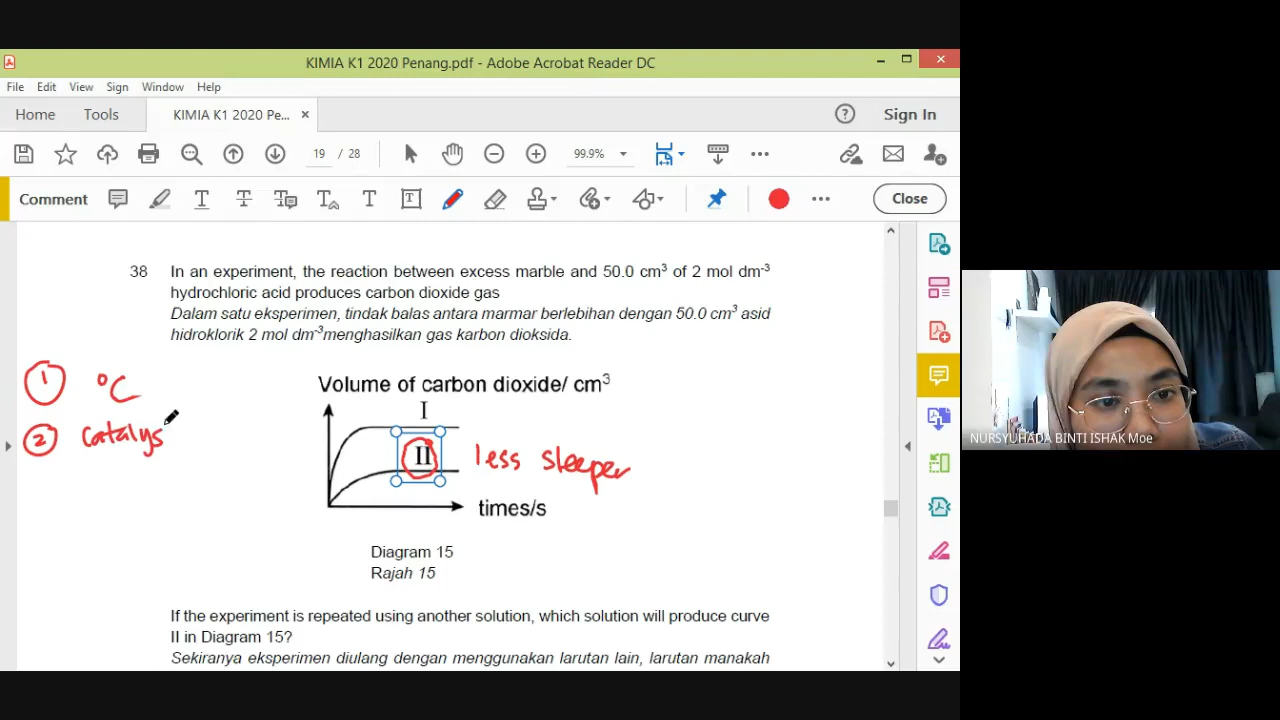 KIMIA K1 2020 Penang.pdf - Adobe Acrobat Reader DC
File Edit View Sign Window Help
Home Tools KIMIA K1 2020 Pe... × ? Sign In
19 / 28 99.9%
Comment T T T T T Close
38 In an experiment, the reaction between excess marble and 50.0 cm³ of 2 mol dm⁻³
hydrochloric acid produces carbon dioxide gas
Dalam satu eksperimen, tindak balas antara marmar berlebihan dengan 50.0 cm³ asid
hidroklorik 2 mol dm⁻³menghasilkan gas karbon dioksida.
① °C
② Catalys
Volume of carbon dioxide/ cm³
I
II less steeper
times/s
Diagram 15
Rajah 15
If the experiment is repeated using another solution, which solution will produce curve
II in Diagram 15?
Sekiranya eksperimen diulang dengan menggunakan larutan lain, larutan manakah
NURSYUHADA BINTI ISHAK Moe